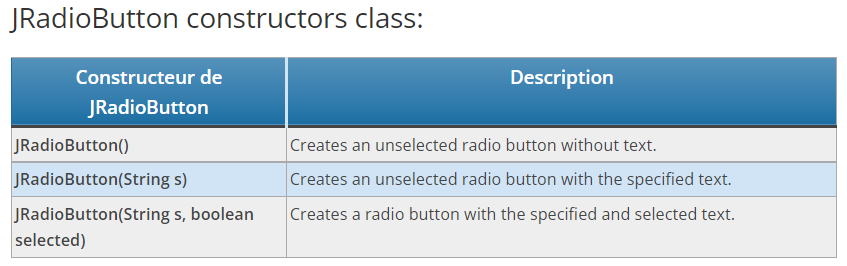 JRadioButton constructors class:
Constructeur de
JRadioButton
Description
JRadioButton()
Creates an unselected radio button without text.
JRadioButton(String s)
Creates an unselected radio button with the specified text.
JRadioButton(String s, boolean
selected)
Creates a radio button with the specified and selected text.